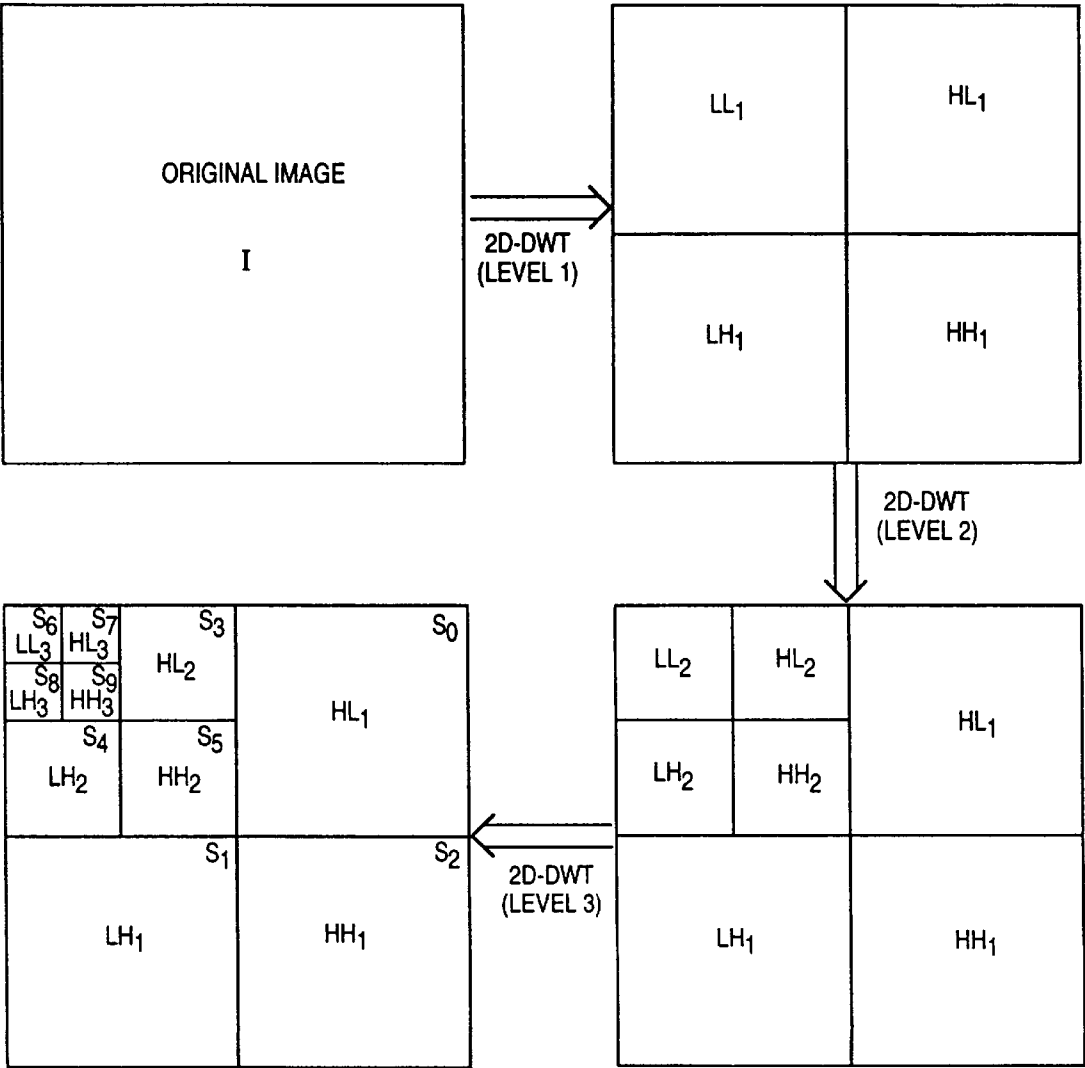 ORIGINAL IMAGE
I
2D-DWT
(LEVEL 1)
LL1
HL1
LH1
HH1
2D-DWT
(LEVEL 2)
S6
LL3
S7
HL3
S8
LH3
S9
HH3
S3
HL2
S4
LH2
S5
HH2
S0
HL1
S1
LH1
S2
HH1
2D-DWT
(LEVEL 3)
LL2
HL2
LH2
HH2
HL1
LH1
HH1